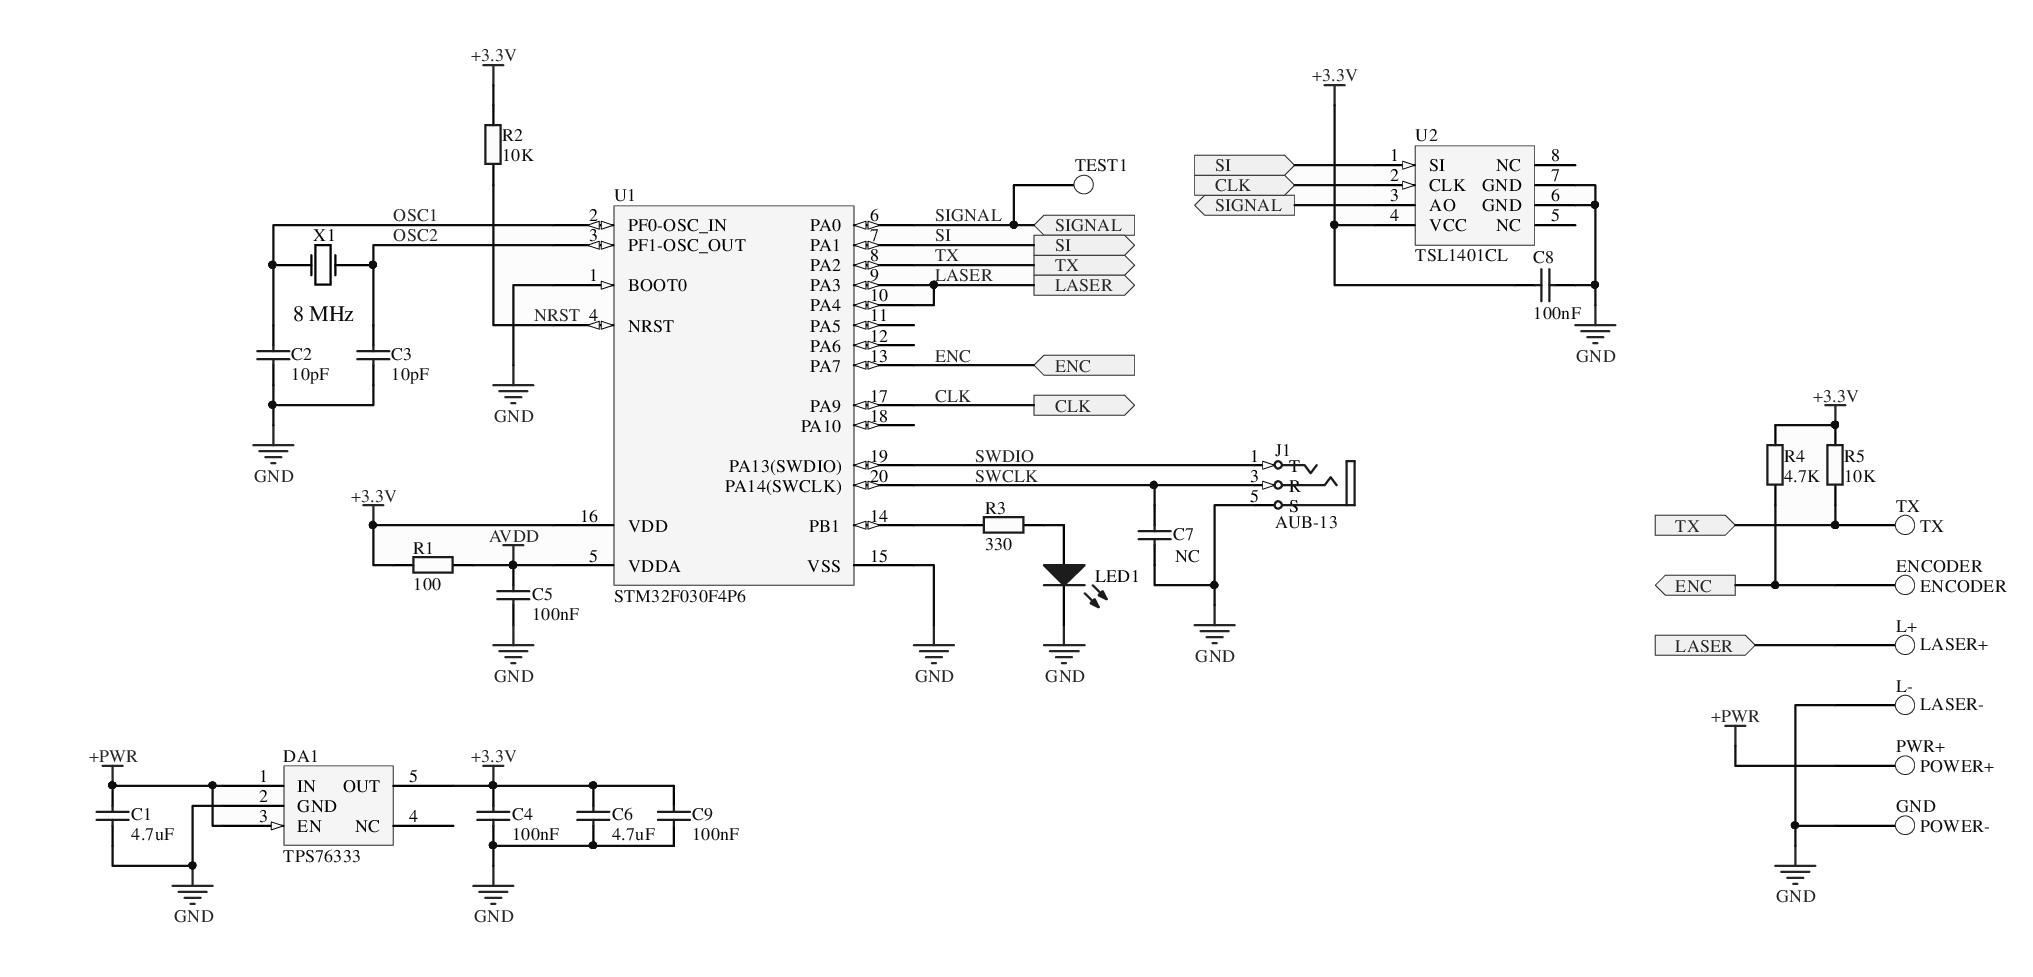 +3.3V
R2
10K
U1
OSC1
OSC2
X1
8 MHz
C2
10pF
C3
10pF
GND
2
3
1
NRST 4
GND
PF0-OSC_IN
PF1-OSC_OUT
BOOT0
NRST
PA0
PA1
PA2
PA3
PA4
PA5
PA6
PA7
PA9
PA10
PA13(SWDIO)
PA14(SWCLK)
VDD
PB1
VDDA
VSS
STM32F030F4P6
+3.3V
16
AVDD
R1
100
5
C5
100nF
GND
6 SIGNAL
SIGNAL
TEST1
7 SI
SI
8 TX
TX
9 LASER
LASER
10
11
12
13 ENC
ENC
17 CLK
CLK
18
19 SWDIO
20 SWCLK
14
15
GND
R3
330
LED1
GND
C7
NC
GND
1
3
5
J1
T
R
S
AUB-13
+3.3V
U2
SI
CLK
SIGNAL
1
2
3
4
SI NC
CLK GND
AO GND
VCC NC
8
7
6
5
TSL1401CL
C8
100nF
GND
+3.3V
R4
4.7K
R5
10K
TX
TX
TX
ENCODER
ENC
ENCODER
L+
LASER
LASER+
L-
LASER-
+PWR
PWR+
POWER+
GND
POWER-
GND
+PWR
DA1
C1
4.7uF
1
2
3
IN OUT
GND
EN NC
5
4
TPS76333
GND
+3.3V
C4
100nF
C6
4.7uF
C9
100nF
GND